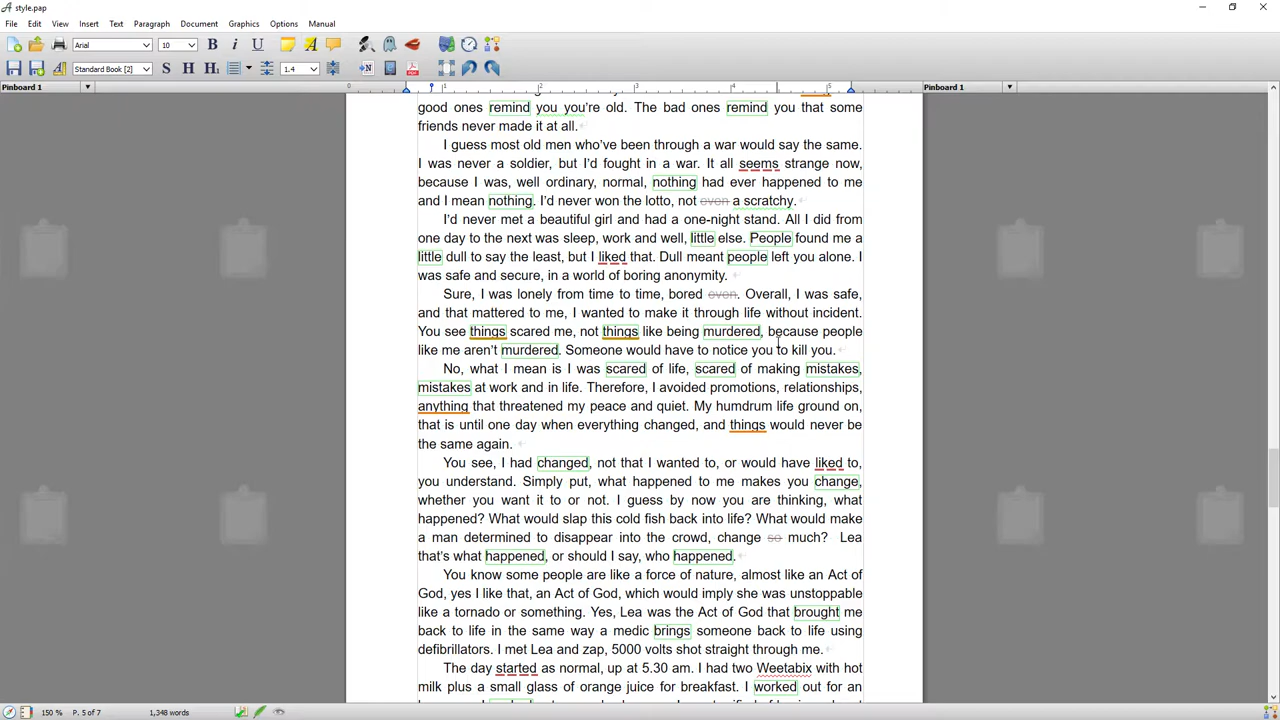 style.pap
File Edit View Insert Text Paragraph Document Graphics Options Manual
Arial 10 B i U
Standard Book [2] S H H1 1.4
Pinboard 1 0 1 2 3 4 5 Pinboard 1
good ones remind you you're old. The bad ones remind you that some
friends never made it at all.
I guess most old men who've been through a war would say the same.
I was never a soldier, but I'd fought in a war. It all seems strange now,
because I was, well ordinary, normal, nothing had ever happened to me
and I mean nothing. I'd never won the lotto, not even a scratchy.
I'd never met a beautiful girl and had a one-night stand. All I did from
one day to the next was sleep, work and well, little else. People found me a
little dull to say the least, but I liked that. Dull meant people left you alone. I
was safe and secure, in a world of boring anonymity.
Sure, I was lonely from time to time, bored even. Overall, I was safe,
and that mattered to me, I wanted to make it through life without incident.
You see things scared me, not things like being murdered, because people
like me aren't murdered. Someone would have to notice you to kill you.
No, what I mean is I was scared of life, scared of making mistakes,
mistakes at work and in life. Therefore, I avoided promotions, relationships,
anything that threatened my peace and quiet. My humdrum life ground on,
that is until one day when everything changed, and things would never be
the same again.
You see, I had changed, not that I wanted to, or would have liked to,
you understand. Simply put, what happened to me makes you change,
whether you want it to or not. I guess by now you are thinking, what
happened? What would slap this cold fish back into life? What would make
a man determined to disappear into the crowd, change so much? Lea
that's what happened, or should I say, who happened.
You know some people are like a force of nature, almost like an Act of
God, yes I like that, an Act of God, which would imply she was unstoppable
like a tornado or something. Yes, Lea was the Act of God that brought me
back to life in the same way a medic brings someone back to life using
defibrillators. I met Lea and zap, 5000 volts shot straight through me.
The day started as normal, up at 5.30 am. I had two Weetabix with hot
milk plus a small glass of orange juice for breakfast. I worked out for an
150 % P. 5 of 7 1,348 words